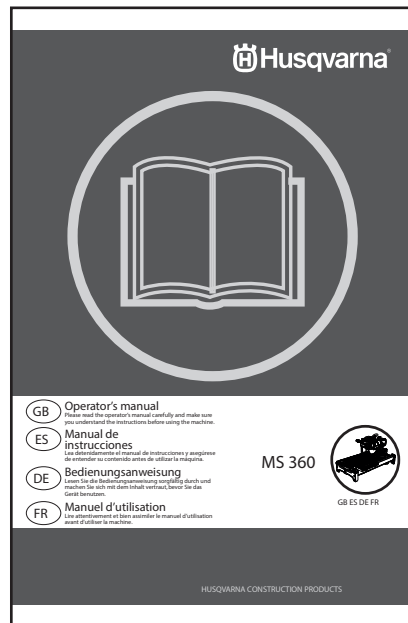 Husqvarna®
GB
Operator's manual
Please read the operator's manual carefully and make sure
you understand the instructions before using the machine.
ES
Manual de
instrucciones
Lea detenidamente el manual de instrucciones y asegúrese
de entender su contenido antes de utilizar la máquina.
DE
Bedienungsanweisung
Lesen Sie die Bedienungsanweisung sorgfältig durch und
machen Sie sich mit dem Inhalt vertraut, bevor Sie das
Gerät benutzen.
FR
Manuel d'utilisation
Lire attentivement et bien assimiler le manuel d'utilisation
avant d'utiliser la machine.
MS 360
GB ES DE FR
HUSQVARNA CONSTRUCTION PRODUCTS